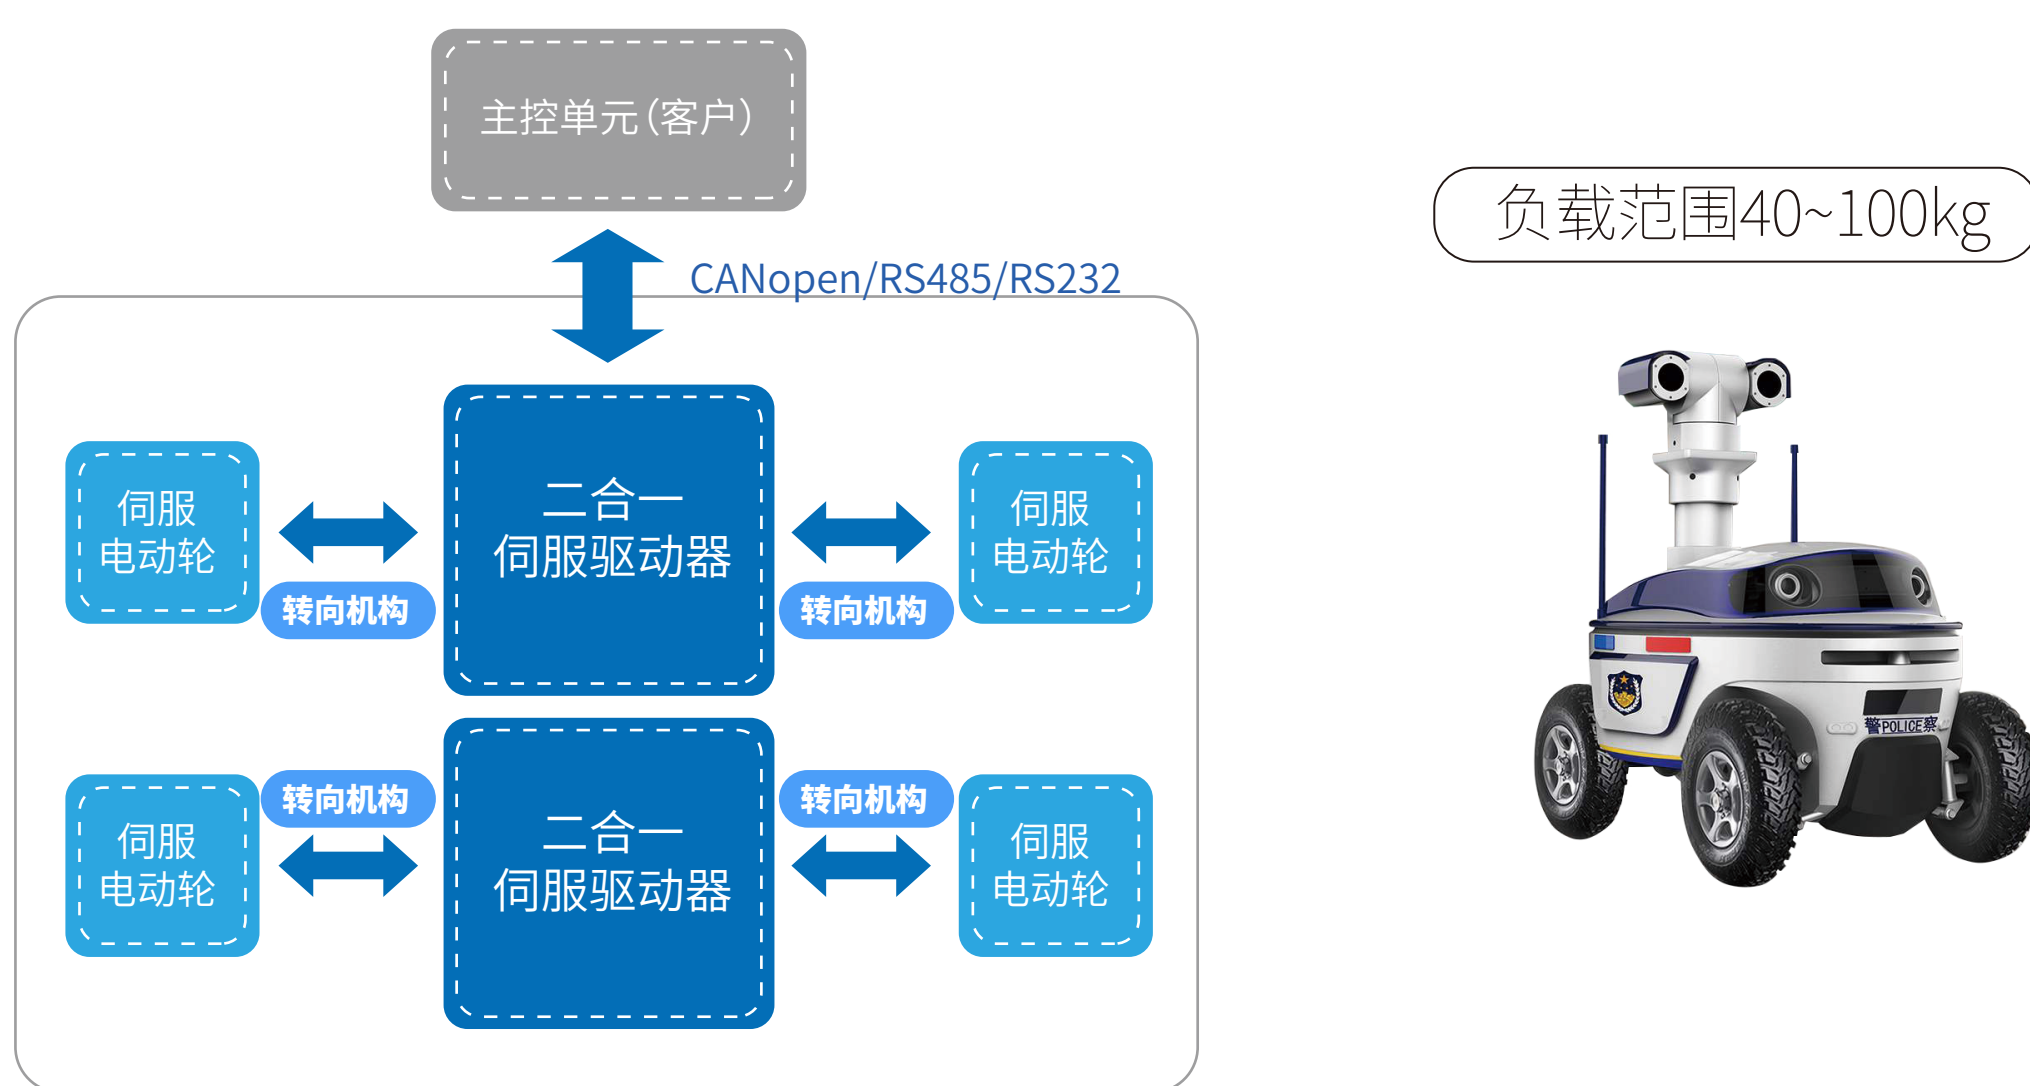 主控单元(客户)
CANopen/RS485/RS232
负载范围40~100kg
伺服
电动轮
转向机构
二合一
伺服驱动器
转向机构
伺服
电动轮
伺服
电动轮
转向机构
二合一
伺服驱动器
转向机构
伺服
电动轮
警POLICE察